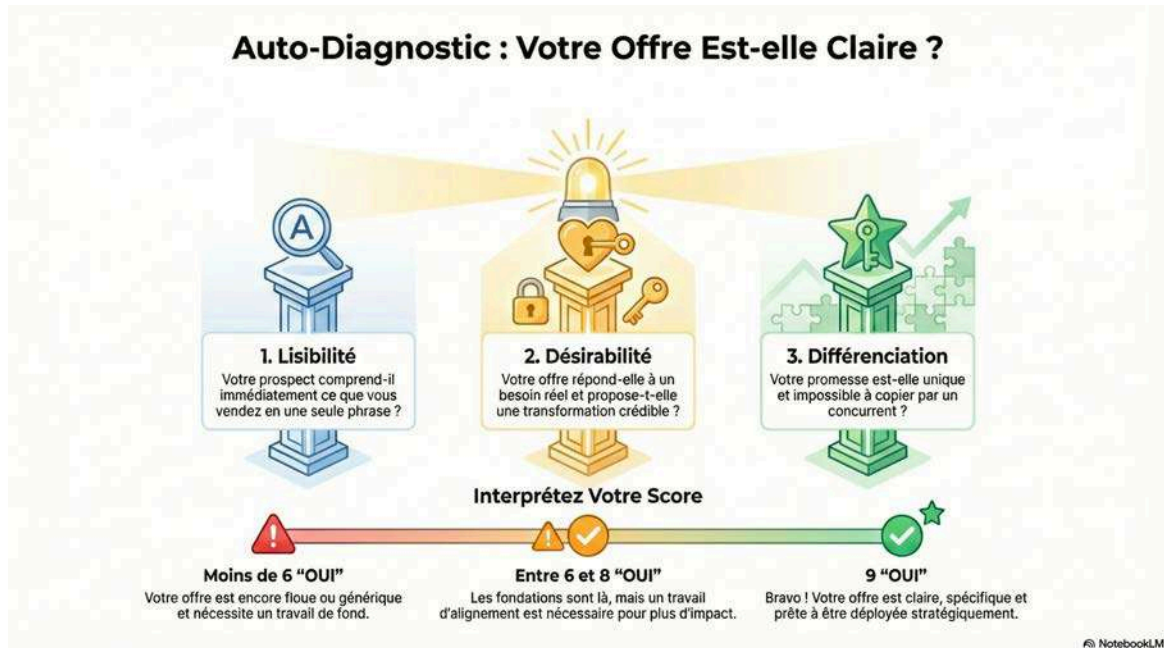 Auto-Diagnostic : Votre Offre Est-elle Claire ?
A
1. Lisibilité
Votre prospect comprend-il
immédiatement ce que vous
vendez en une seule phrase ?
2. Désirabilité
Votre offre répond-elle à un
besoin réel et propose-t-elle
une transformation crédible ?
3. Différenciation
Votre promesse est-elle unique
et impossible à copier par un
concurrent ?
Interprétez Votre Score
Moins de 6 “OUI”
Votre offre est encore floue ou générique
et nécessite un travail de fond.
Entre 6 et 8 “OUI”
Les fondations sont là, mais un travail
d'alignement est nécessaire pour plus d'impact.
9 “OUI”
Bravo ! Votre offre est claire, spécifique et
prête à être déployée stratégiquement.
NotebookLM